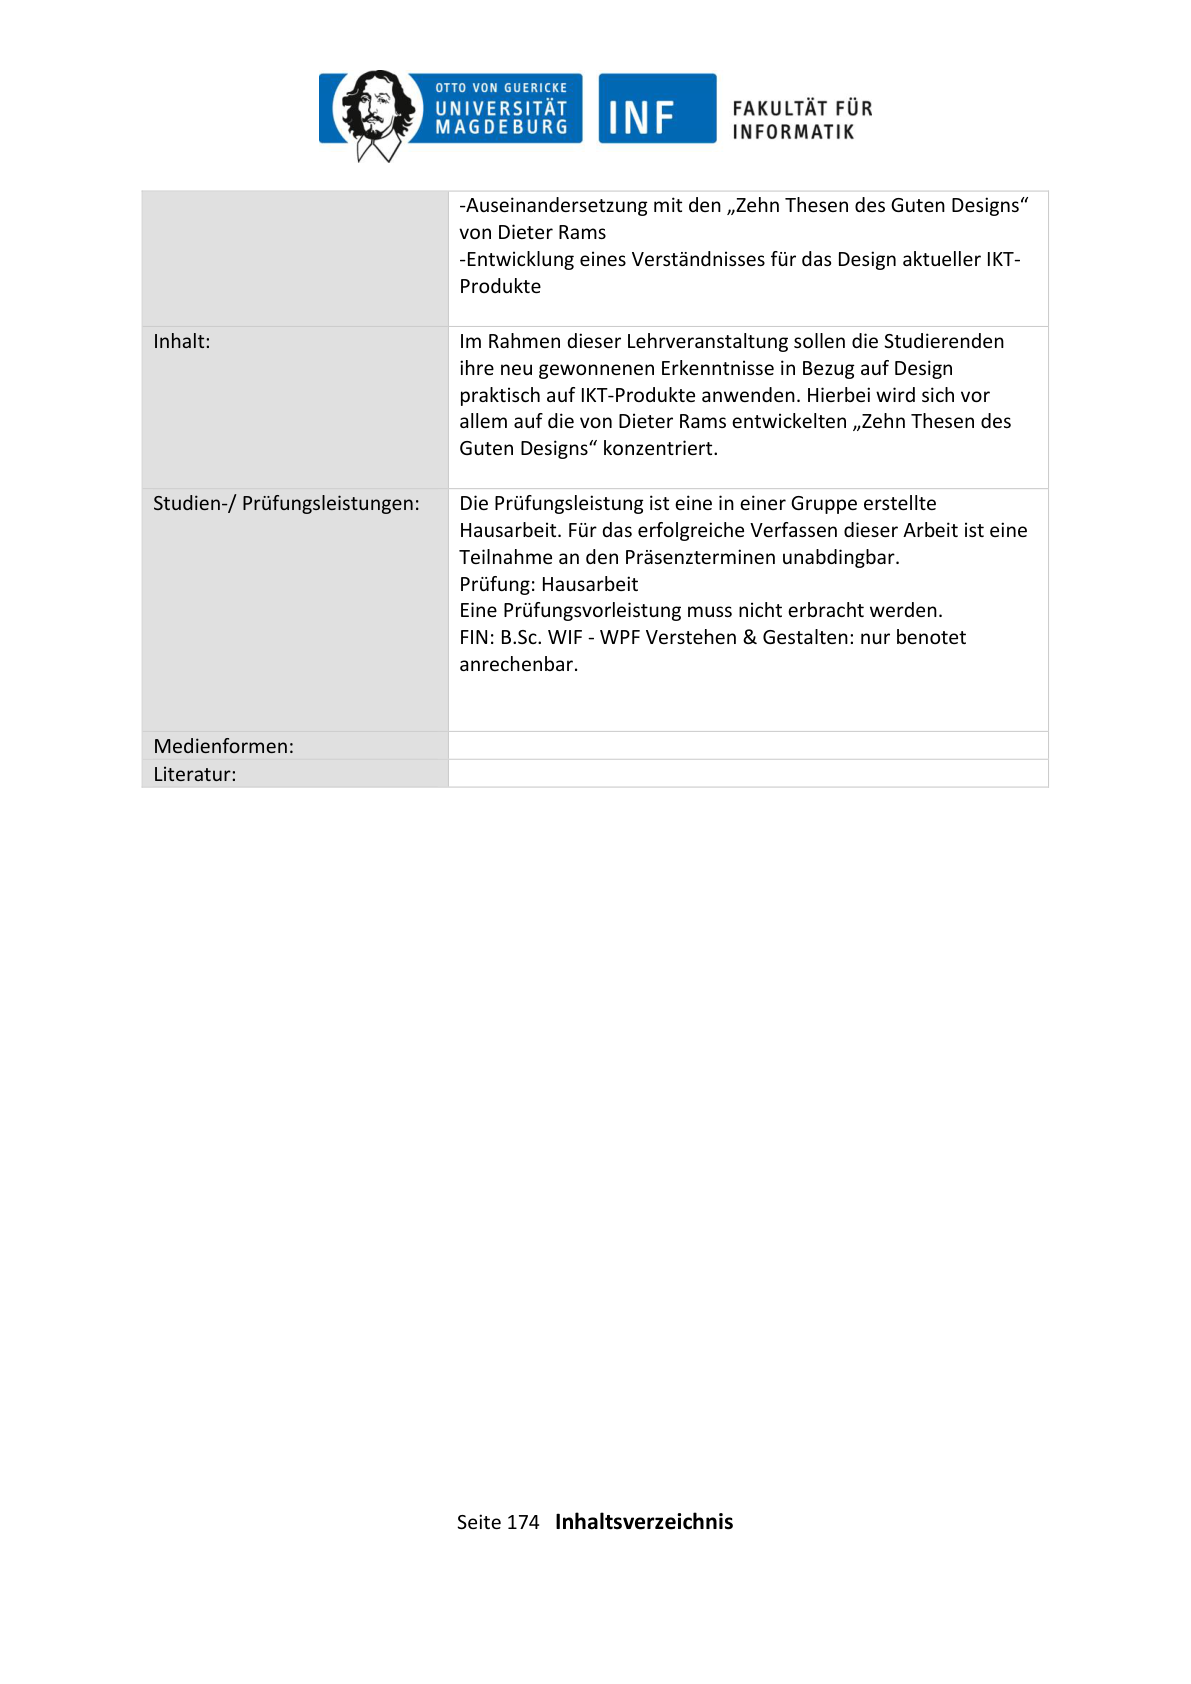 OTTO VON GUERICKE
UNIVERSITÄT
MAGDEBURG
INF
FAKULTÄT FÜR
INFORMATIK
-Auseinandersetzung mit den „Zehn Thesen des Guten Designs“
von Dieter Rams
-Entwicklung eines Verständnisses für das Design aktueller IKT-
Produkte
Inhalt:
Im Rahmen dieser Lehrveranstaltung sollen die Studierenden
ihre neu gewonnenen Erkenntnisse in Bezug auf Design
praktisch auf IKT-Produkte anwenden. Hierbei wird sich vor
allem auf die von Dieter Rams entwickelten „Zehn Thesen des
Guten Designs“ konzentriert.
Studien-/ Prüfungsleistungen:
Die Prüfungsleistung ist eine in einer Gruppe erstellte
Hausarbeit. Für das erfolgreiche Verfassen dieser Arbeit ist eine
Teilnahme an den Präsenzterminen unabdingbar.
Prüfung: Hausarbeit
Eine Prüfungsvorleistung muss nicht erbracht werden.
FIN: B.Sc. WIF - WPF Verstehen & Gestalten: nur benotet
anrechenbar.
Medienformen:
Literatur:
Seite 174 Inhaltsverzeichnis